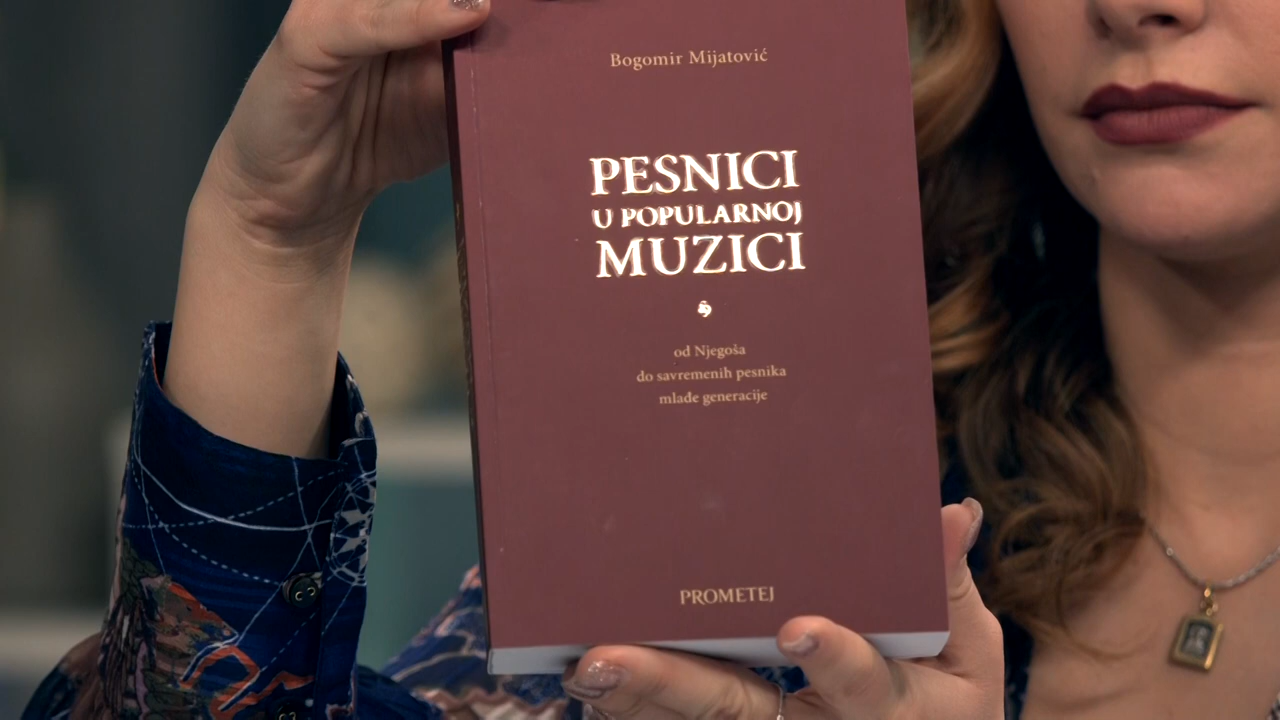 Bogomir Mijatović
PESNICI
U POPULARNOJ
MUZICI
od Njegoša
do savremenih pesnika
mlađe generacije
PROMETEJ